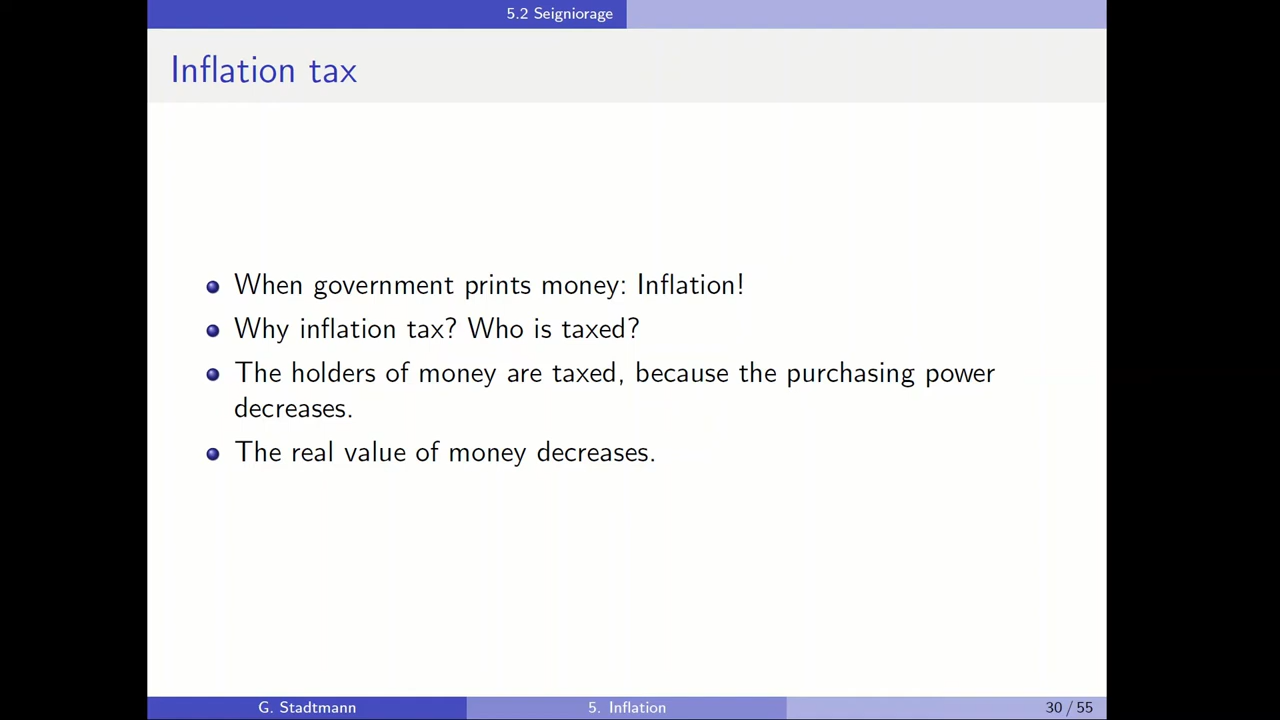 5.2 Seigniorage
Inflation tax
When government prints money: Inflation!
Why inflation tax? Who is taxed?
The holders of money are taxed, because the purchasing power
decreases.
The real value of money decreases.
G. Stadtmann
5. Inflation
30 / 55